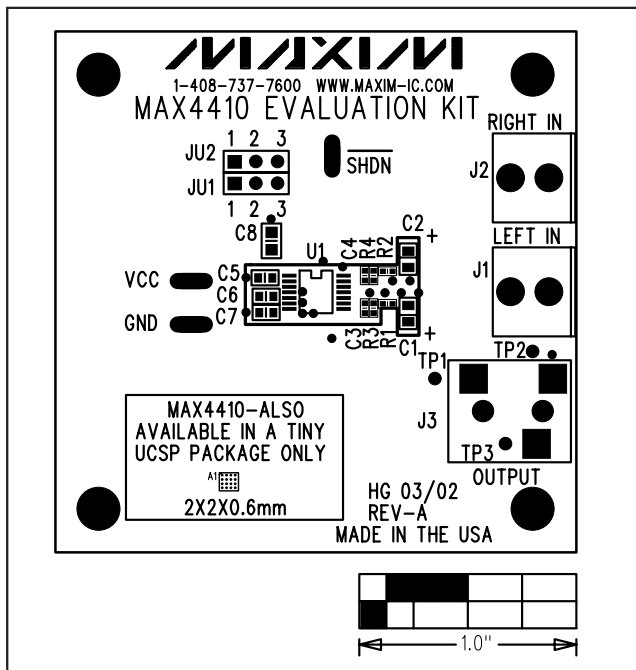 MAXIM
1-408-737-7600 WWW.MAXIM-IC.COM
MAX4410 EVALUATION KIT
RIGHT IN
1 2 3
JU2
JU1
1 2 3
SHDN
J2
C8
U1
C4
R4
R2
C2
+
LEFT IN
J1
VCC
C5
C6
GND
C7
C3
R3
R1
C1
+
TP1
TP2
J3
TP3
OUTPUT
MAX4410-ALSO
AVAILABLE IN A TINY
UCSP PACKAGE ONLY
A1
2X2X0.6mm
HG 03/02
REV-A
MADE IN THE USA
1.0"